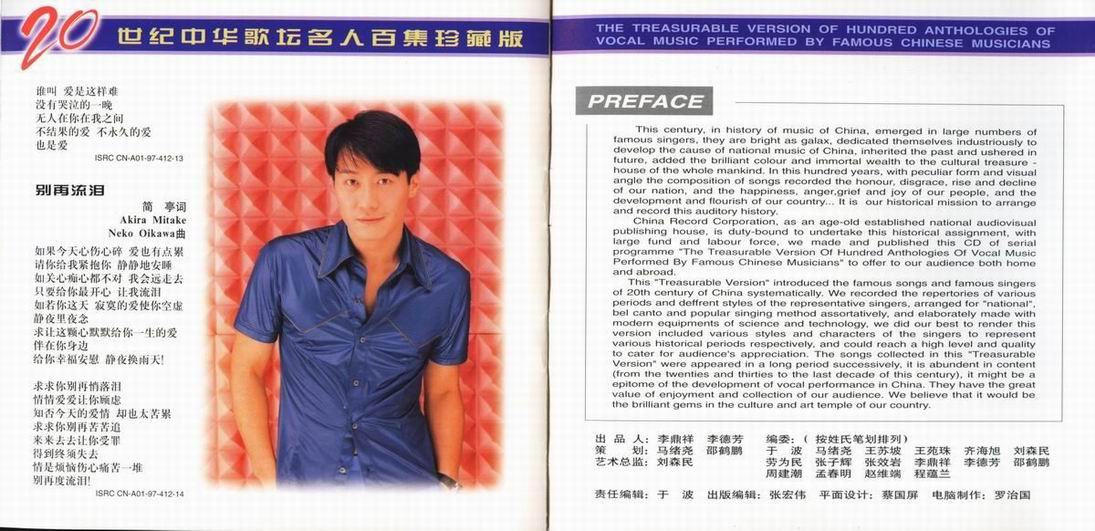 20世纪中华歌坛名人百集珍藏版
谁叫 爱是这样难
没有哭泣的一晚
无人在你在我之间
不结果的爱 不永久的爱
也是爱
ISRC CN-A01-97-412-13
别再流泪
简 亭词
Akira Mitake
Neko Oikawa曲
如果今天心伤心碎 爱也有点累
请你给我紧抱你 静静地安睡
如关心痴心都不对 我会远走去
只要给你最开心 让我流泪
如若你这天 寂寞的爱使你空虚
静夜里夜念
求让这颗心默默给你一生的爱
伴在你身边
给你幸福安慰 静夜换雨天!
求求你别再悄落泪
情情爱爱让你顾虑
知否今天的爱情 却也太苦累
求求你别再苦苦追
来来去去让你受罪
得到终须失去
情是烦恼伤心痛苦一堆
别再度流泪!
ISRC CN-A01-97-412-14
THE TREASURABLE VERSION OF HUNDRED ANTHOLOGIES OF
VOCAL MUSIC PERFORMED BY FAMOUS CHINESE MUSICIANS
PREFACE
This century, in history of music of China, emerged in large numbers of
famous singers, they are bright as galax, dedicated themselves industriously to
develop the cause of national music of China, inherited the past and ushered in
future, added the brilliant colour and immortal wealth to the cultural treasure -
house of the whole mankind. In this hundred years, with peculiar form and visual
angle the composition of songs recorded the honour, disgrace, rise and decline
of our nation, and the happiness, anger,grief and joy of our people, and the
development and flourish of our country... It is our historical mission to arrange
and record this auditory history.
China Record Corporation, as an age-old established national audiovisual
publishing house, is duty-bound to undertake this historical assignment, with
large fund and labour force, we made and published this CD of serial
programme "The Treasurable Version Of Hundred Anthologies Of Vocal Music
Performed By Famous Chinese Musicians" to offer to our audience both home
and abroad.
This "Treasurable Version" introduced the famous songs and famous singers
of 20th century of China systematically. We recorded the repertories of various
periods and deffrent styles of the representative singers, arranged for "national",
bel canto and popular singing method assortatively, and elaborately made with
modern equipments of science and technology, we did our best to render this
version included various styles and characters of the singers to represent
various historical periods respectively, and could reach a high level and quality
to cater for audience's appreciation. The songs collected in this "Treasurable
Version" were appeared in a long period successively, it is abundent in content
(from the twenties and thirties to the last decade of this century), it might be a
epitome of the development of vocal performance in China. They have the great
value of enjoyment and collection of our audience. We believe that it would be
the brilliant gems in the culture and art temple of our country.
出 品 人: 李鼎祥 李德芳 编委: ( 按姓氏笔划排列)
策 划: 马绪尧 邵鹤鹏 于 波 马绪尧 王苏坡 王苑珠 齐海旭 刘森民
艺术总监: 刘森民 劳为民 张子辉 张效岩 李鼎祥 李德芳 邵鹤鹏
周建潮 孟春明 赵维端 程蕴兰
责任编辑: 于 波 出版编辑: 张宏伟 平面设计: 蔡国屏 电脑制作: 罗治国